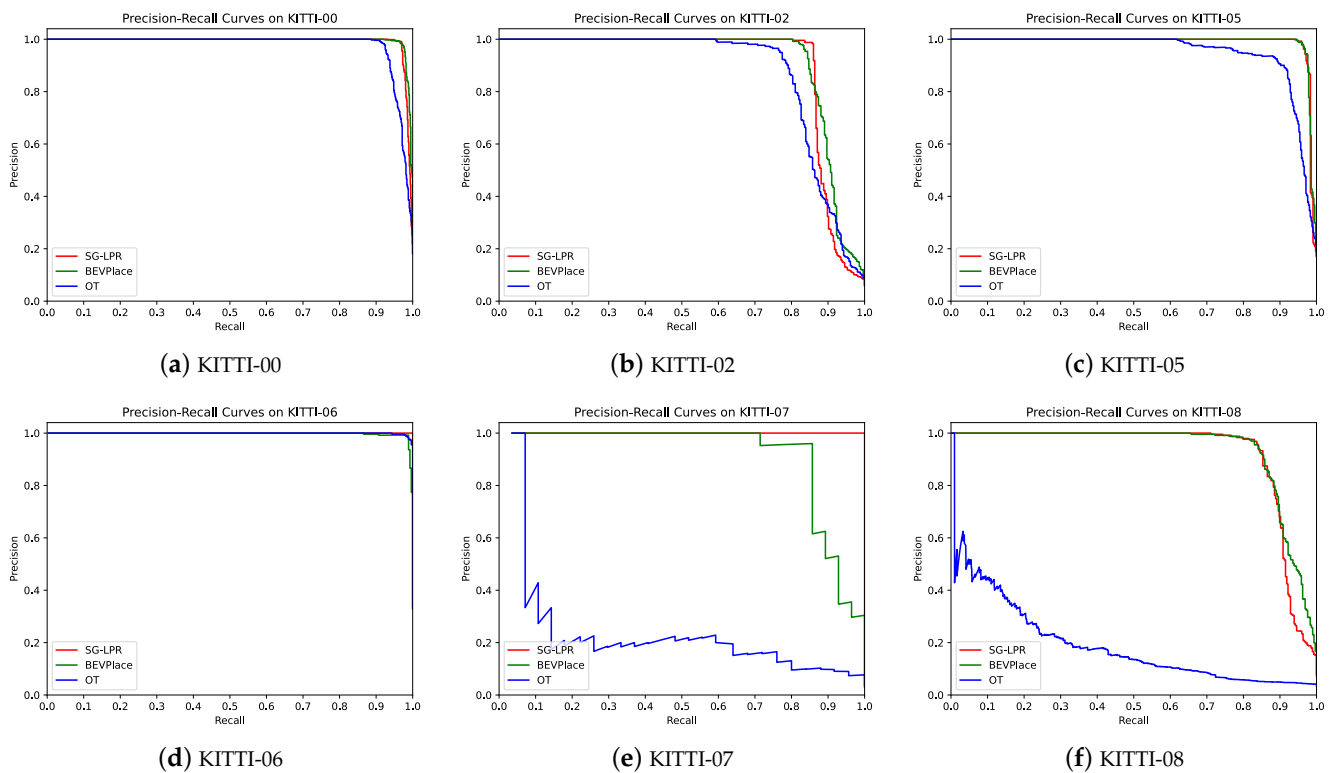 Precision-Recall Curves on KITTI-00
1.0
0.8
0.6
0.4
0.2
0.0
Precision
SG-LPR
BEVPlace
OT
0.0 0.1 0.2 0.3 0.4 0.5 0.6 0.7 0.8 0.9 1.0
Recall
(a) KITTI-00
Precision-Recall Curves on KITTI-02
1.0
0.8
0.6
0.4
0.2
0.0
Precision
SG-LPR
BEVPlace
OT
0.0 0.1 0.2 0.3 0.4 0.5 0.6 0.7 0.8 0.9 1.0
Recall
(b) KITTI-02
Precision-Recall Curves on KITTI-05
1.0
0.8
0.6
0.4
0.2
0.0
Precision
SG-LPR
BEVPlace
OT
0.0 0.1 0.2 0.3 0.4 0.5 0.6 0.7 0.8 0.9 1.0
Recall
(c) KITTI-05
Precision-Recall Curves on KITTI-06
1.0
0.8
0.6
0.4
0.2
0.0
Precision
SG-LPR
BEVPlace
OT
0.0 0.1 0.2 0.3 0.4 0.5 0.6 0.7 0.8 0.9 1.0
Recall
(d) KITTI-06
Precision-Recall Curves on KITTI-07
1.0
0.8
0.6
0.4
0.2
0.0
Precision
SG-LPR
BEVPlace
OT
0.0 0.1 0.2 0.3 0.4 0.5 0.6 0.7 0.8 0.9 1.0
Recall
(e) KITTI-07
Precision-Recall Curves on KITTI-08
1.0
0.8
0.6
0.4
0.2
0.0
Precision
SG-LPR
BEVPlace
OT
0.0 0.1 0.2 0.3 0.4 0.5 0.6 0.7 0.8 0.9 1.0
Recall
(f) KITTI-08